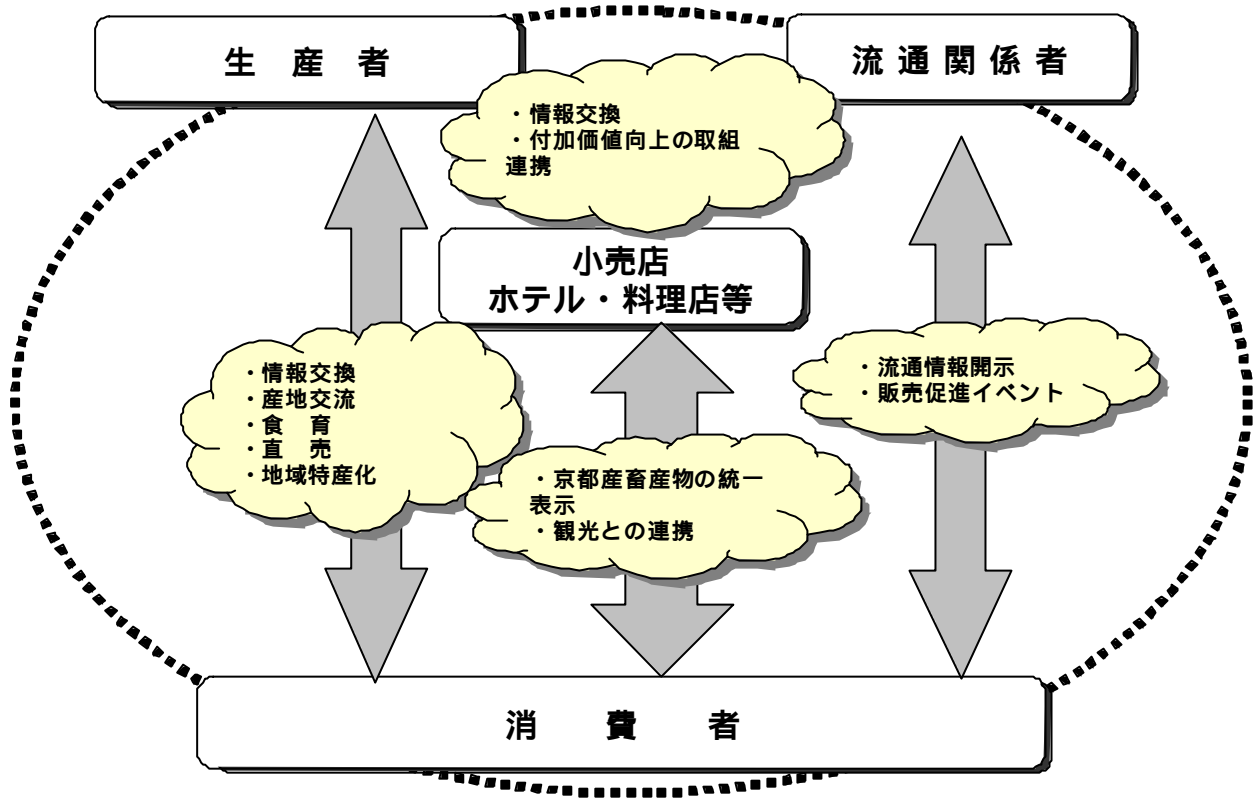 生　産　者
流 通 関 係 者
・情報交換
・付加価値向上の取組
連携
小売店
ホテル・料理店等
・情報交換
・産地交流
・食　育
・直　売
・地域特産化
・京都産畜産物の統一
表示
・観光との連携
・流通情報開示
・販売促進イベント
消　費　者